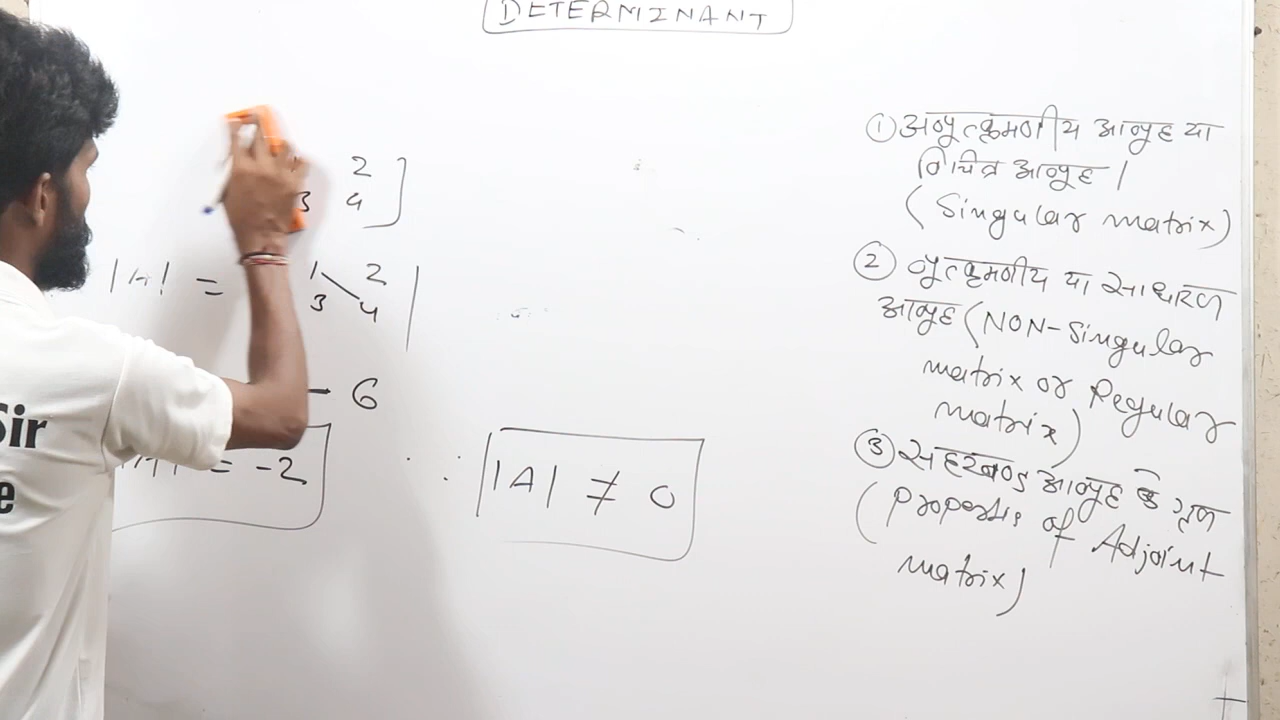 DETERMINANT
2 ]
3 4
|A| = 1 2 |
3 4
- 6
|A| = -2
∴ |A| ≠ 0
① अव्युत्क्रमणीय आव्यूह या
विचित्र आव्यूह |
(Singular matrix)
② व्युत्क्रमणीय या साधारण
आव्यूह (NON-Singular
matrix or Regular
matrix)
③ सहखण्ड आव्यूह के गुण
(Properties of Adjoint
matrix)
Sir
e